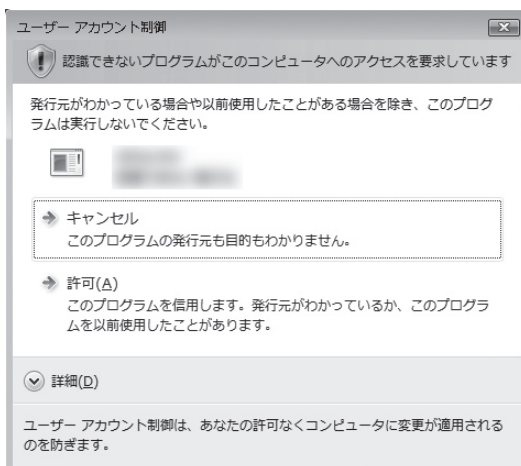 ユーザー アカウント制御
認識できないプログラムがこのコンピュータへのアクセスを要求しています
発行元がわかっている場合や以前使用したことがある場合を除き、このプログ
ラムは実行しないでください。
キャンセル
このプログラムの発行元も目的もわかりません。
許可(A)
このプログラムを信用します。発行元がわかっているか、このプログラ
ムを以前使用したことがあります。
詳細(D)
ユーザー アカウント制御は、あなたの許可なくコンピュータに変更が適用される
のを防ぎます。